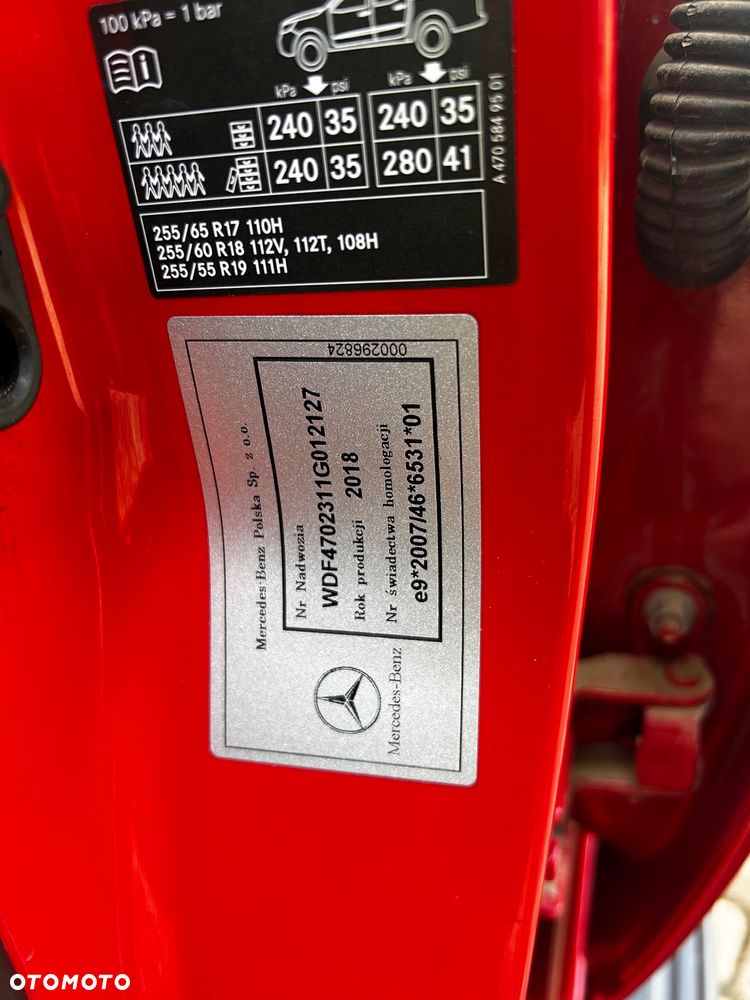 100 kPa = 1 bar
kPa psi kPa psi
240 35 240 35
240 35 280 41
A 470 584 95 01
255/65 R17 110H
255/60 R18 112V, 112T, 108H
255/55 R19 111H
000296824
Mercedes-Benz Polska Sp. z o.o.
Nr Nadwozia
WDF4702311G012127
Rok produkcji 2018
Nr świadectwa homologacji
e9*2007/46*6531*01
Mercedes-Benz
OTOMOTO